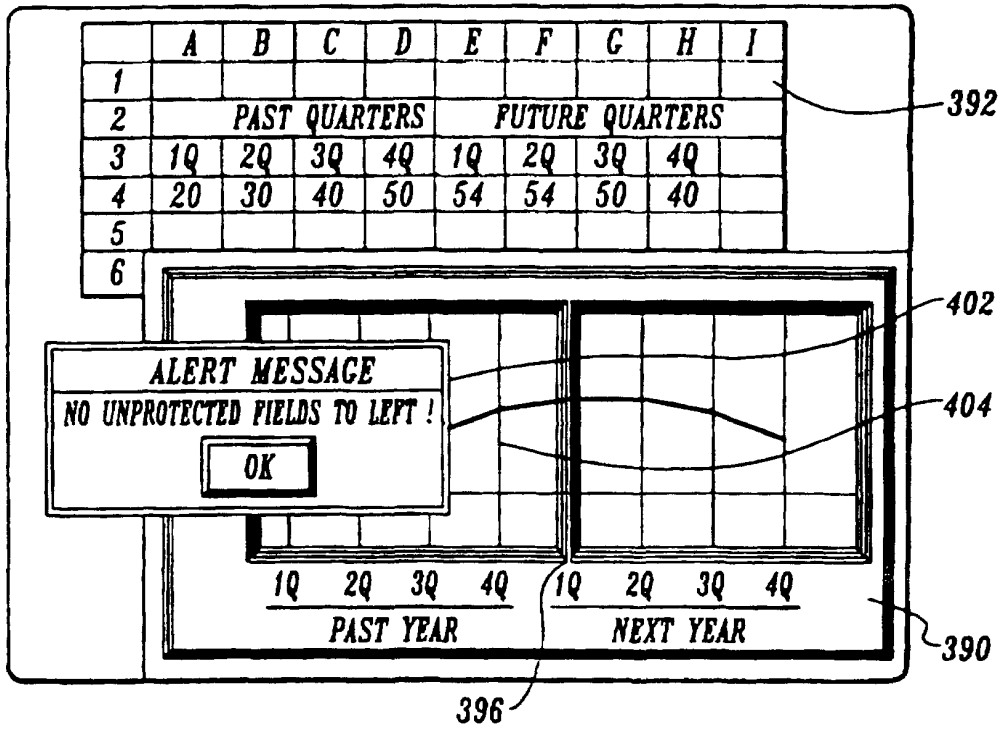 A B C D E F G H I
1
392
2 PAST QUARTERS FUTURE QUARTERS
3 1Q 2Q 3Q 4Q 1Q 2Q 3Q 4Q
4 20 30 40 50 54 54 50 40
5
6
402
ALERT MESSAGE
NO UNPROTECTED FIELDS TO LEFT !
404
OK
1Q 2Q 3Q 4Q 1Q 2Q 3Q 4Q
PAST YEAR NEXT YEAR
390
396